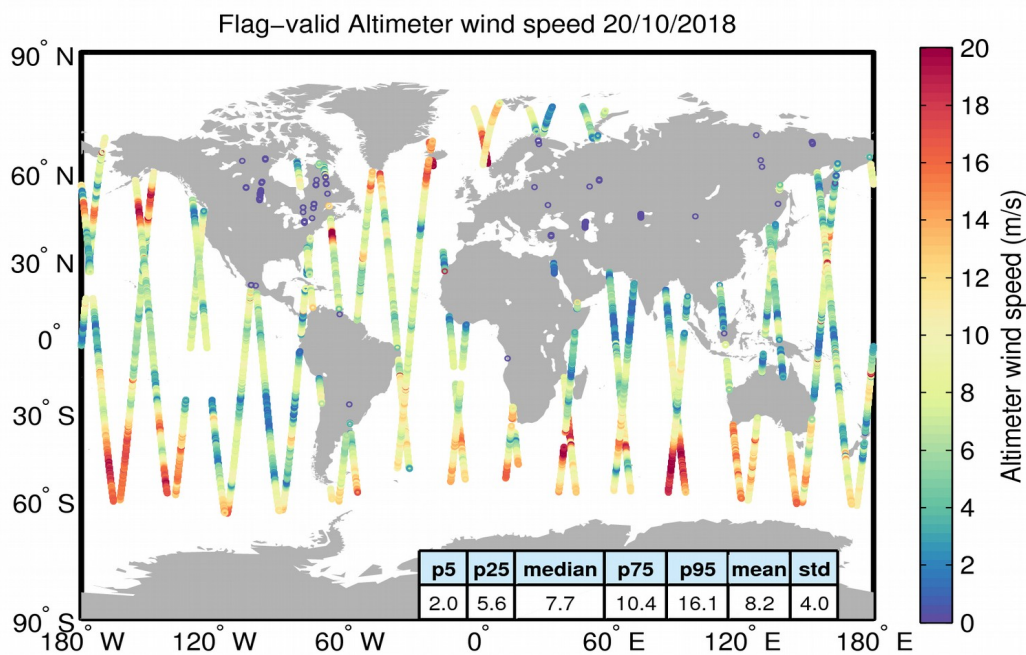 Flag−valid Altimeter wind speed 20/10/2018
90° N
60° N
30° N
0°
30° S
60° S
90° S
180° W
120° W
60° W
0°
60° E
120° E
180° E
p5 p25 median p75 p95 mean std
2.0 5.6 7.7 10.4 16.1 8.2 4.0
20
18
16
14
12
10
8
6
4
2
0
Altimeter wind speed (m/s)